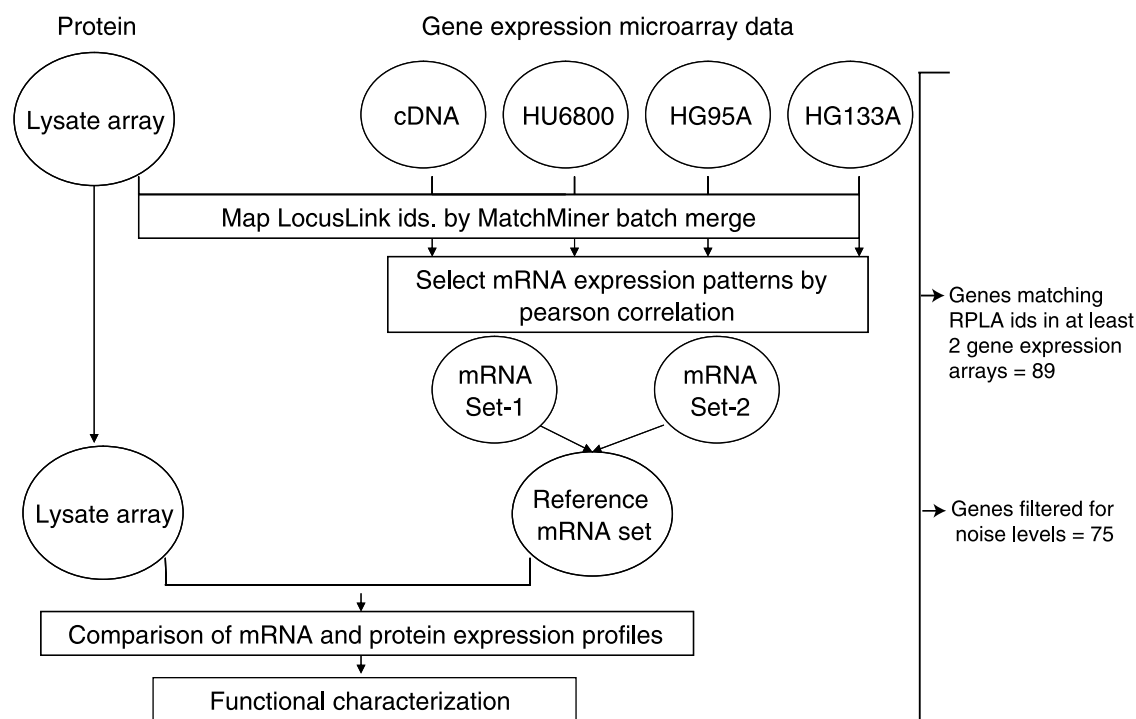 Protein
Gene expression microarray data
Lysate array
cDNA
HU6800
HG95A
HG133A
Map LocusLink ids. by MatchMiner batch merge
Select mRNA expression patterns by
pearson correlation
Genes matching
RPLA ids in at least
2 gene expression
arrays = 89
mRNA
Set-1
mRNA
Set-2
Lysate array
Reference
mRNA set
Genes filtered for
noise levels = 75
Comparison of mRNA and protein expression profiles
Functional characterization